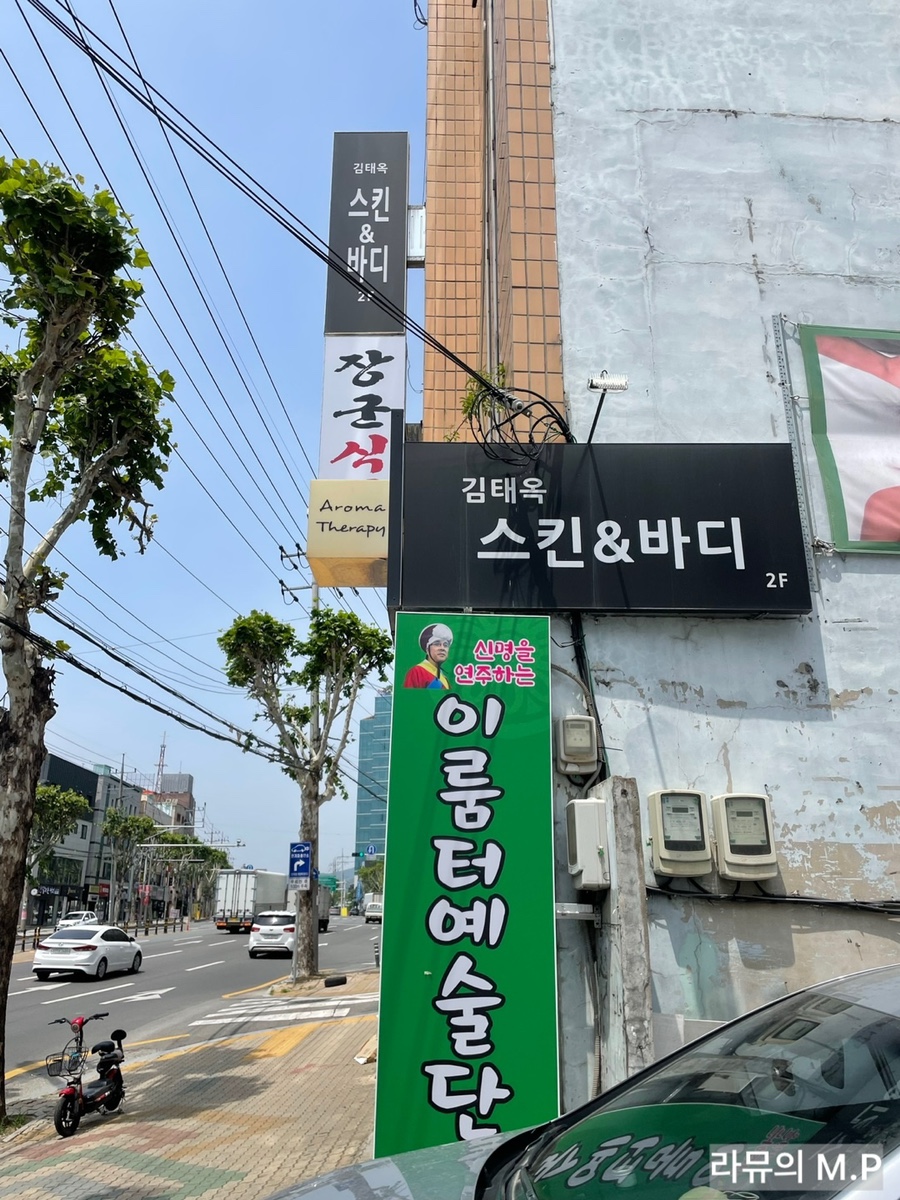 김태옥
스킨
&
바디
2F
장군식
Aroma
Therapy
김태옥
스킨&바디
2F
신명을
연주하는
이룸터예술단
라뮤의 M.P